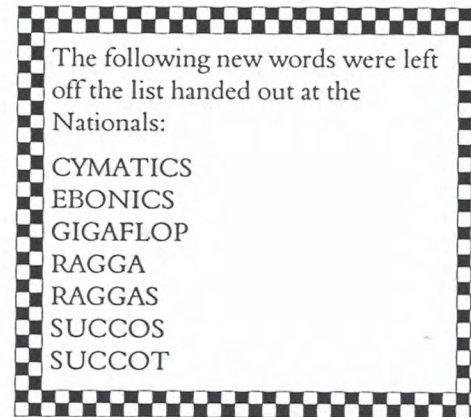 The following new words were left
off the list handed out at the
Nationals:
CYMATICS
EBONICS
GIGAFLOP
RAGGA
RAGGAS
SUCCOS
SUCCOT